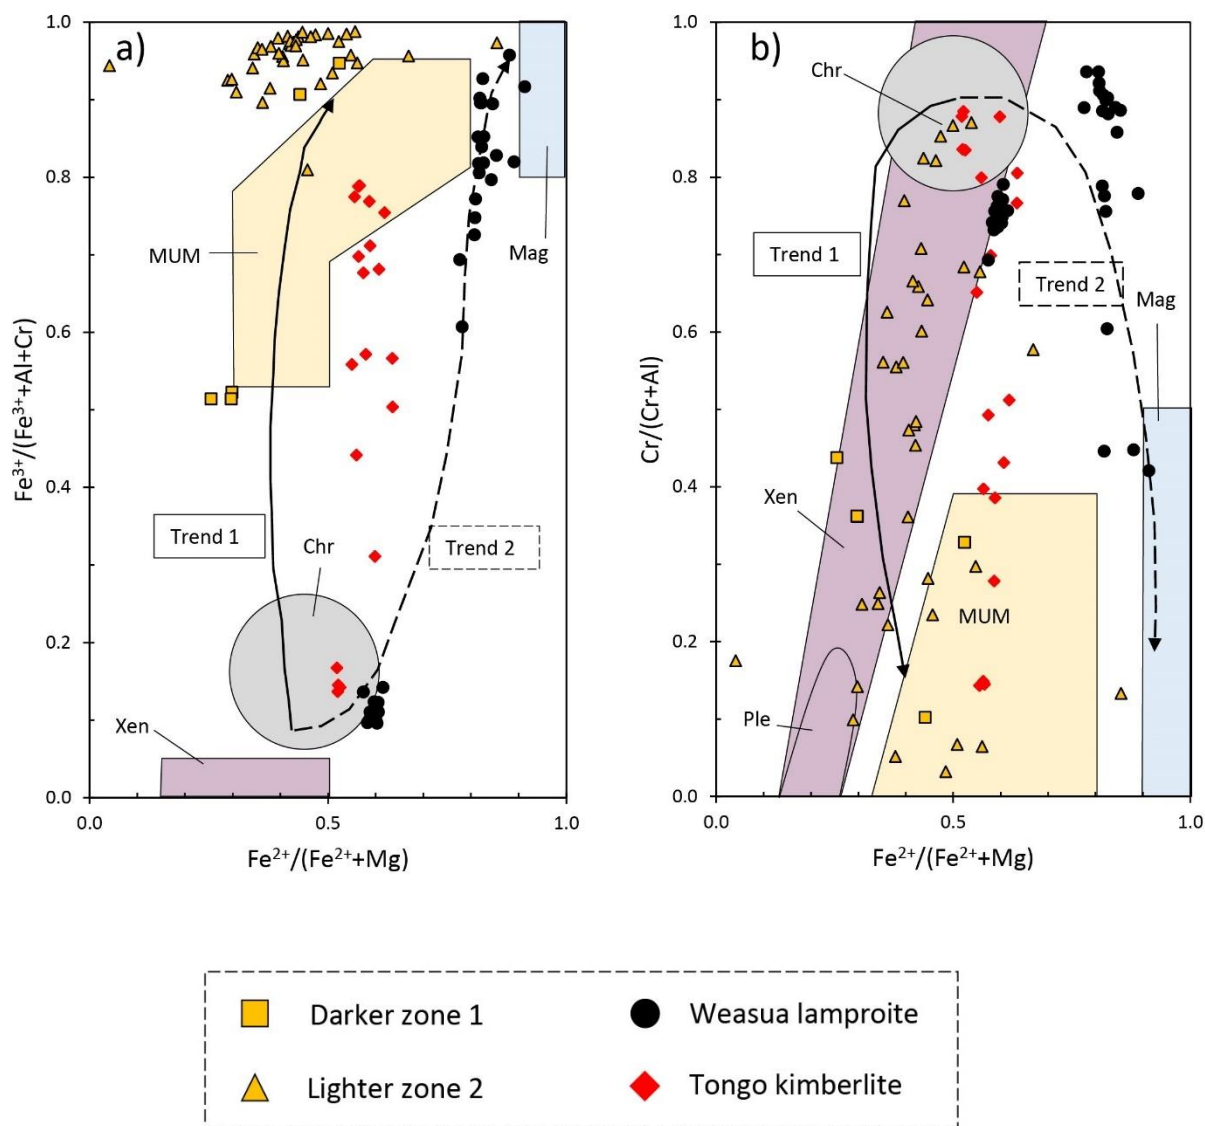 a)
1.0
0.8
0.6
0.4
0.2
0.0
Fe³⁺/(Fe³⁺+Al+Cr)
MUM
Mag
Trend 1
Chr
Trend 2
Xen
0.0
0.5
1.0
Fe²⁺/(Fe²⁺+Mg)
b)
1.0
0.8
0.6
0.4
0.2
0.0
Cr/(Cr+Al)
Chr
Trend 1
Trend 2
Mag
Xen
MUM
Ple
0.0
0.5
1.0
Fe²⁺/(Fe²⁺+Mg)
Darker zone 1
Weasua lamproite
Lighter zone 2
Tongo kimberlite